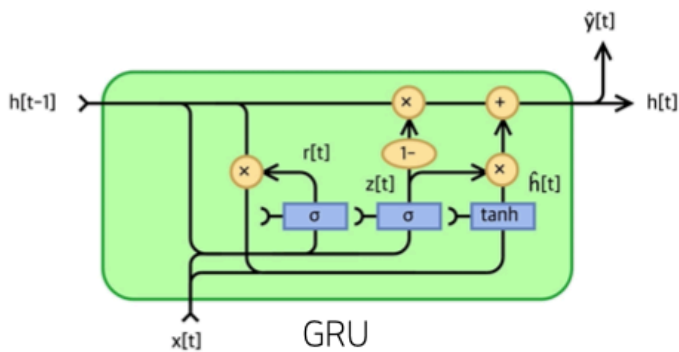 ŷ[t]
h[t-1]
×
+
h[t]
r[t]
1-
×
z[t]
×
ĥ[t]
σ
σ
tanh
x[t]
GRU